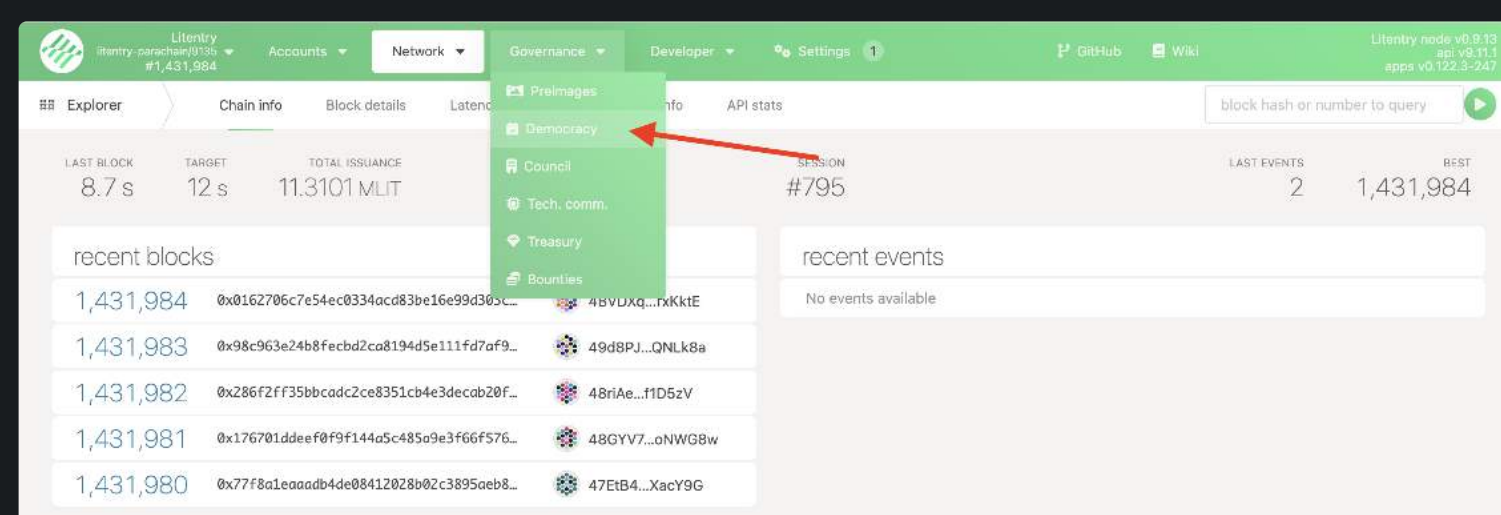 Litentry
litentry-parachain/9135
#1,431,984
Accounts
Network
Governance
Developer
Settings 1
GitHub
Wiki
Litentry node v0.9.13
api v9.11.1
apps v0.122.3-247
Preimages
Democracy
Council
Tech. comm.
Treasury
Bounties
Explorer
Chain info
Block details
API stats
block hash or number to query
LAST BLOCK
8.7 s
TARGET
12 s
TOTAL ISSUANCE
11.3101 MLIT
SESSION
#795
LAST EVENTS
2
BEST
1,431,984
recent blocks
1,431,984 0x0162706c7e54ec0334acd83be16e99d303c… 48VDXq...rxKktE
1,431,983 0x98c963e24b8fecbd2ca8194d5e111fd7af9… 49d8PJ...QNLk8a
1,431,982 0x286f2ff35bbcadc2ce8351cb4e3decab20f… 48riAe...f1D5zV
1,431,981 0x176701ddeef0f9f144a5c485a9e3f66f576… 48GYV7...oNWG8w
1,431,980 0x77f8a1eaaadb4de08412028b02c3895aeb8… 47EtB4...XacY9G
recent events
No events available